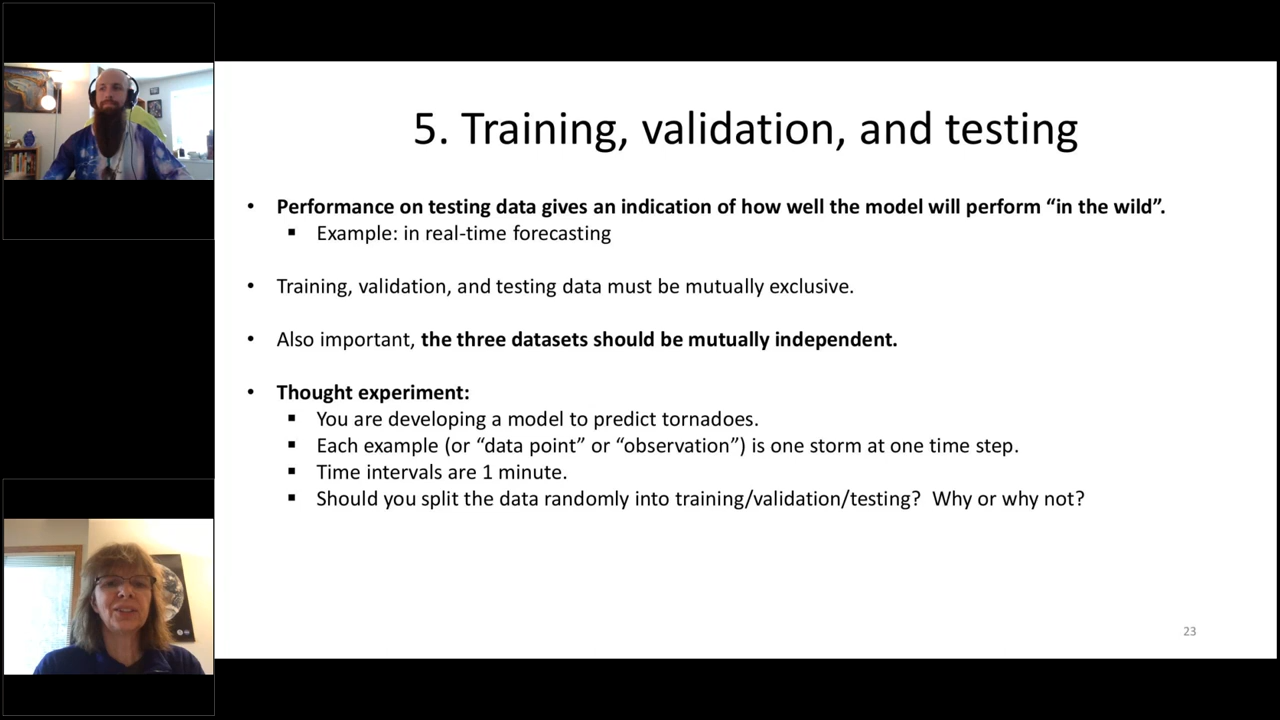 5. Training, validation, and testing
• Performance on testing data gives an indication of how well the model will perform “in the wild”.
▪ Example: in real-time forecasting
• Training, validation, and testing data must be mutually exclusive.
• Also important, the three datasets should be mutually independent.
• Thought experiment:
▪ You are developing a model to predict tornadoes.
▪ Each example (or “data point” or “observation”) is one storm at one time step.
▪ Time intervals are 1 minute.
▪ Should you split the data randomly into training/validation/testing?  Why or why not?
23